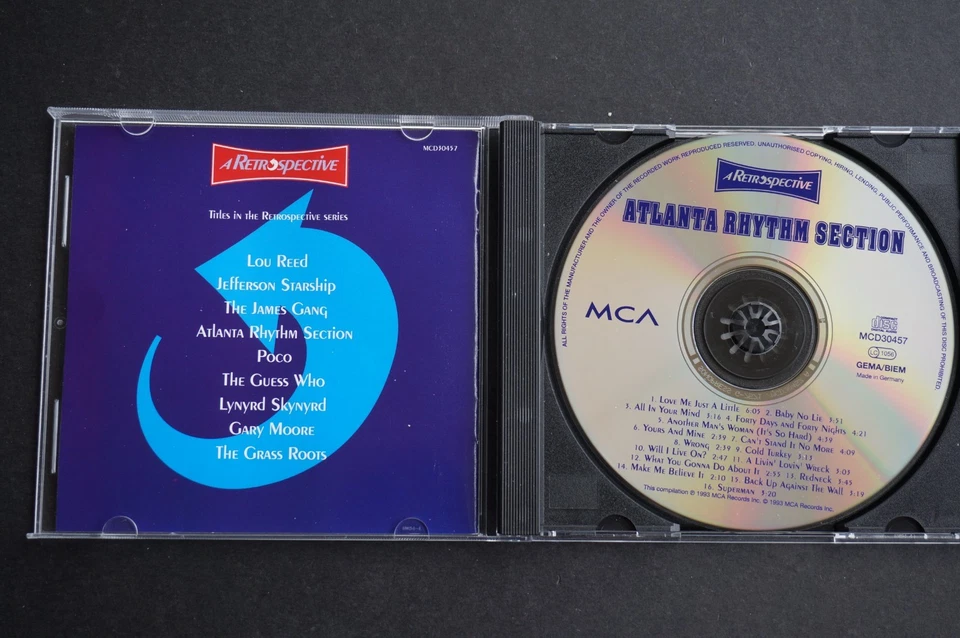 A RETROSPECTIVE
MCD30457
TITLES IN THE RETROSPECTIVE SERIES
LOU REED
JEFFERSON STARSHIP
THE JAMES GANG
ATLANTA RHYTHM SECTION
POCO
THE GUESS WHO
LYNYRD SKYNYRD
GARY MOORE
THE GRASS ROOTS
ALL RIGHTS OF THE MANUFACTURER AND THE OWNER OF THE RECORDED WORK REPRODUCED RESERVED. UNAUTHORISED COPYING, HIRING, LENDING, PUBLIC PERFORMANCE AND BROADCASTING OF THIS DISC PROHIBITED.
A RETROSPECTIVE
ATLANTA RHYTHM SECTION
MCA
COMPACT disc DIGITAL AUDIO
MCD30457
LC 1056
GEMA/BIEM
Made in Germany
1. LOVE ME JUST A LITTLE 6:05 2. BABY NO LIE 3:51
3. ALL IN YOUR MIND 3:16 4. FORTY DAYS AND FORTY NIGHTS 4:21
5. ANOTHER MAN'S WOMAN (IT'S SO HARD) 4:39
6. YOURS AND MINE 2:39 7. CAN'T STAND IT NO MORE 4:09
8. WRONG 2:39 9. COLD TURKEY 3:13
10. WILL I LIVE ON? 2:42 11. A LIVIN' LOVIN' WRECK 3:03
12. WHAT YOU GONNA DO ABOUT IT 2:55 13. REDNECK 3:45
14. MAKE ME BELIEVE IT 2:10 15. BACK UP AGAINST THE WALL 3:19
16. SUPERMAN 3:20
This compilation ℗ 1993 MCA Records Inc. © 1993 MCA Records Inc.